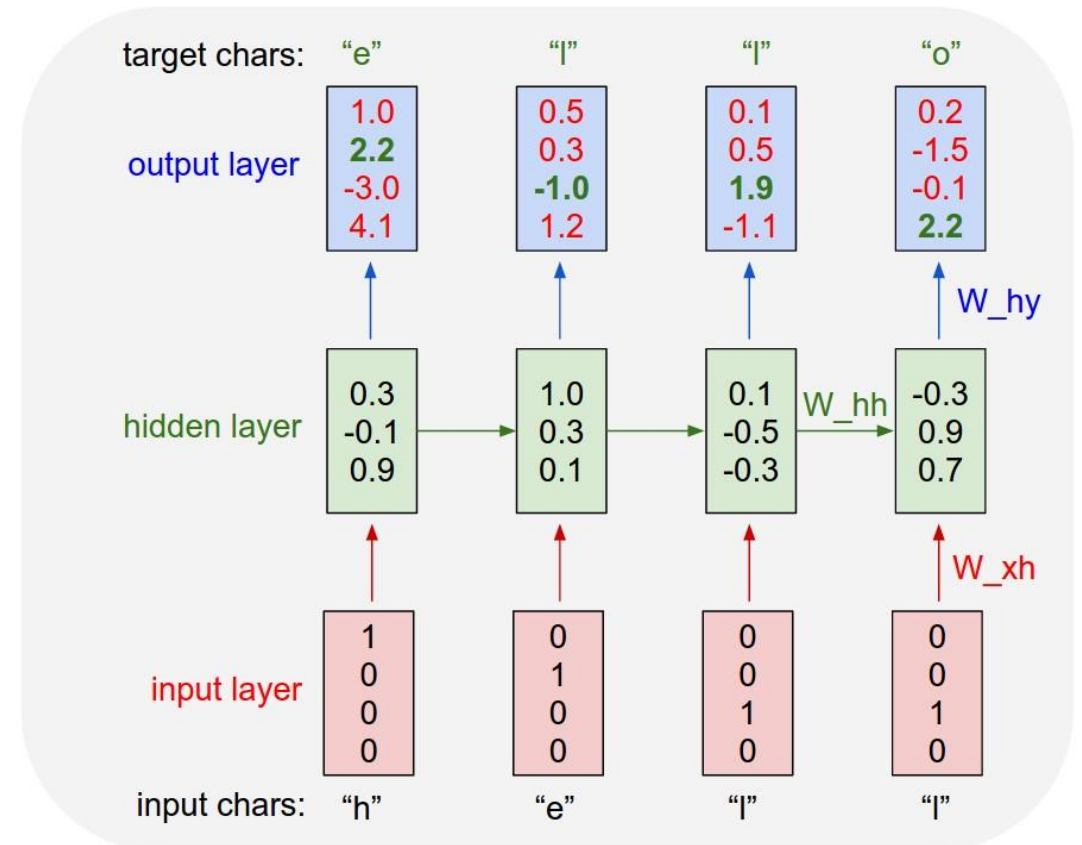 target chars: “e” “l” “l” “o”
1.0 0.5 0.1 0.2
2.2 0.3 0.5 -1.5
output layer
-3.0 -1.0 1.9 -0.1
4.1 1.2 -1.1 2.2
W_hy
0.3 1.0 0.1 W_hh -0.3
hidden layer -0.1 0.3 -0.5 0.9
0.9 0.1 -0.3 0.7
W_xh
1 0 0 0
0 1 0 0
input layer
0 0 1 1
0 0 0 0
input chars: “h” “e” “l” “l”